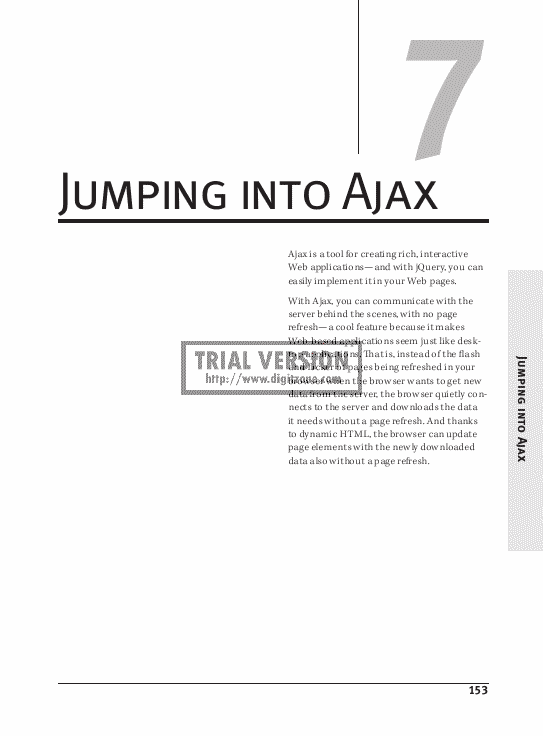 7
Jumping into Ajax
Ajax is a tool for creating rich, interactive
Web applications—and with jQuery, you can
easily implement it in your Web pages.
With Ajax, you can communicate with the
server behind the scenes, with no page
refresh—a cool feature because it makes
Web-based applications seem just like desk-
top applications. That is, instead of the flash
and flicker of pages being refreshed in your
browser when the browser wants to get new
data from the server, the browser quietly con-
nects to the server and downloads the data
it needs without a page refresh. And thanks
to dynamic HTML, the browser can update
page elements with the newly downloaded
data also without a page refresh.
TRIAL VERSION
http://www.digitzone.com
Jumping into Ajax
153